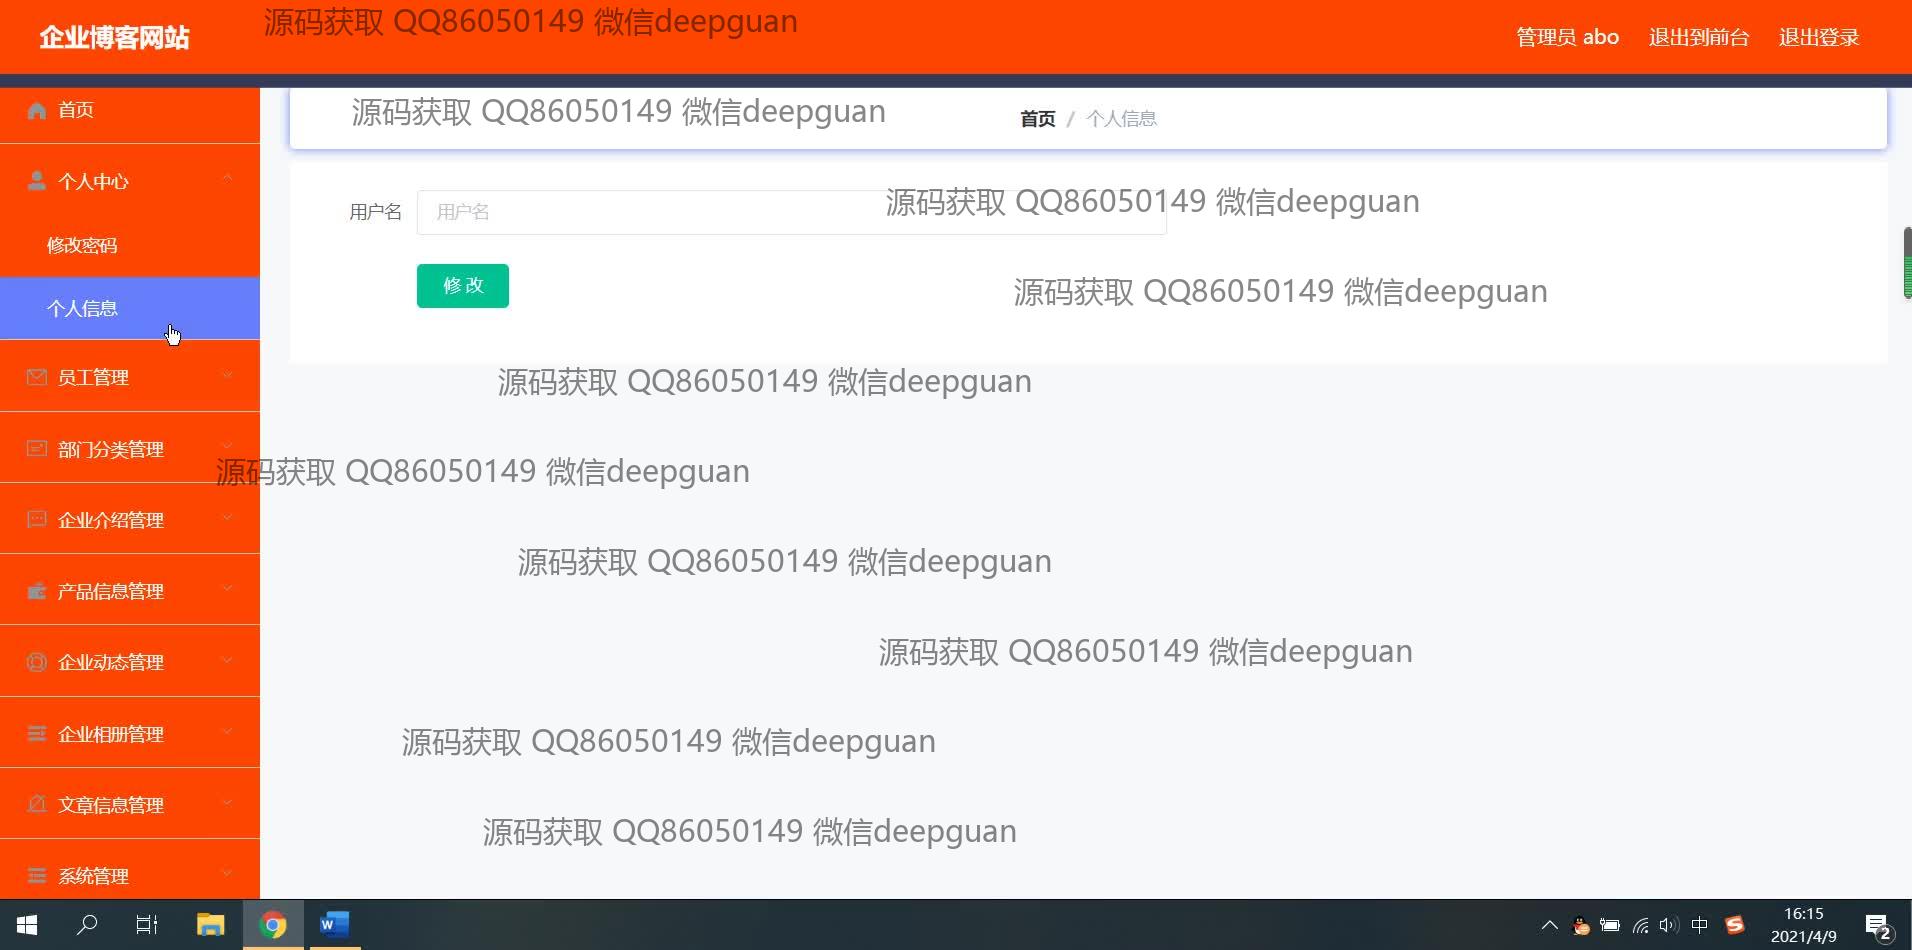 源码获取 QQ86050149 微信deepguan
企业博客网站
管理员 abo 退出到前台 退出登录
首页
源码获取 QQ86050149 微信deepguan
首页 / 个人信息
个人中心
用户名 用户名
源码获取 QQ86050149 微信deepguan
修改密码
修改
源码获取 QQ86050149 微信deepguan
个人信息
员工管理
源码获取 QQ86050149 微信deepguan
部门分类管理
源码获取 QQ86050149 微信deepguan
企业介绍管理
源码获取 QQ86050149 微信deepguan
产品信息管理
源码获取 QQ86050149 微信deepguan
企业动态管理
企业相册管理
源码获取 QQ86050149 微信deepguan
文章信息管理
源码获取 QQ86050149 微信deepguan
系统管理
W
中
S
16:15
2021/4/9
2